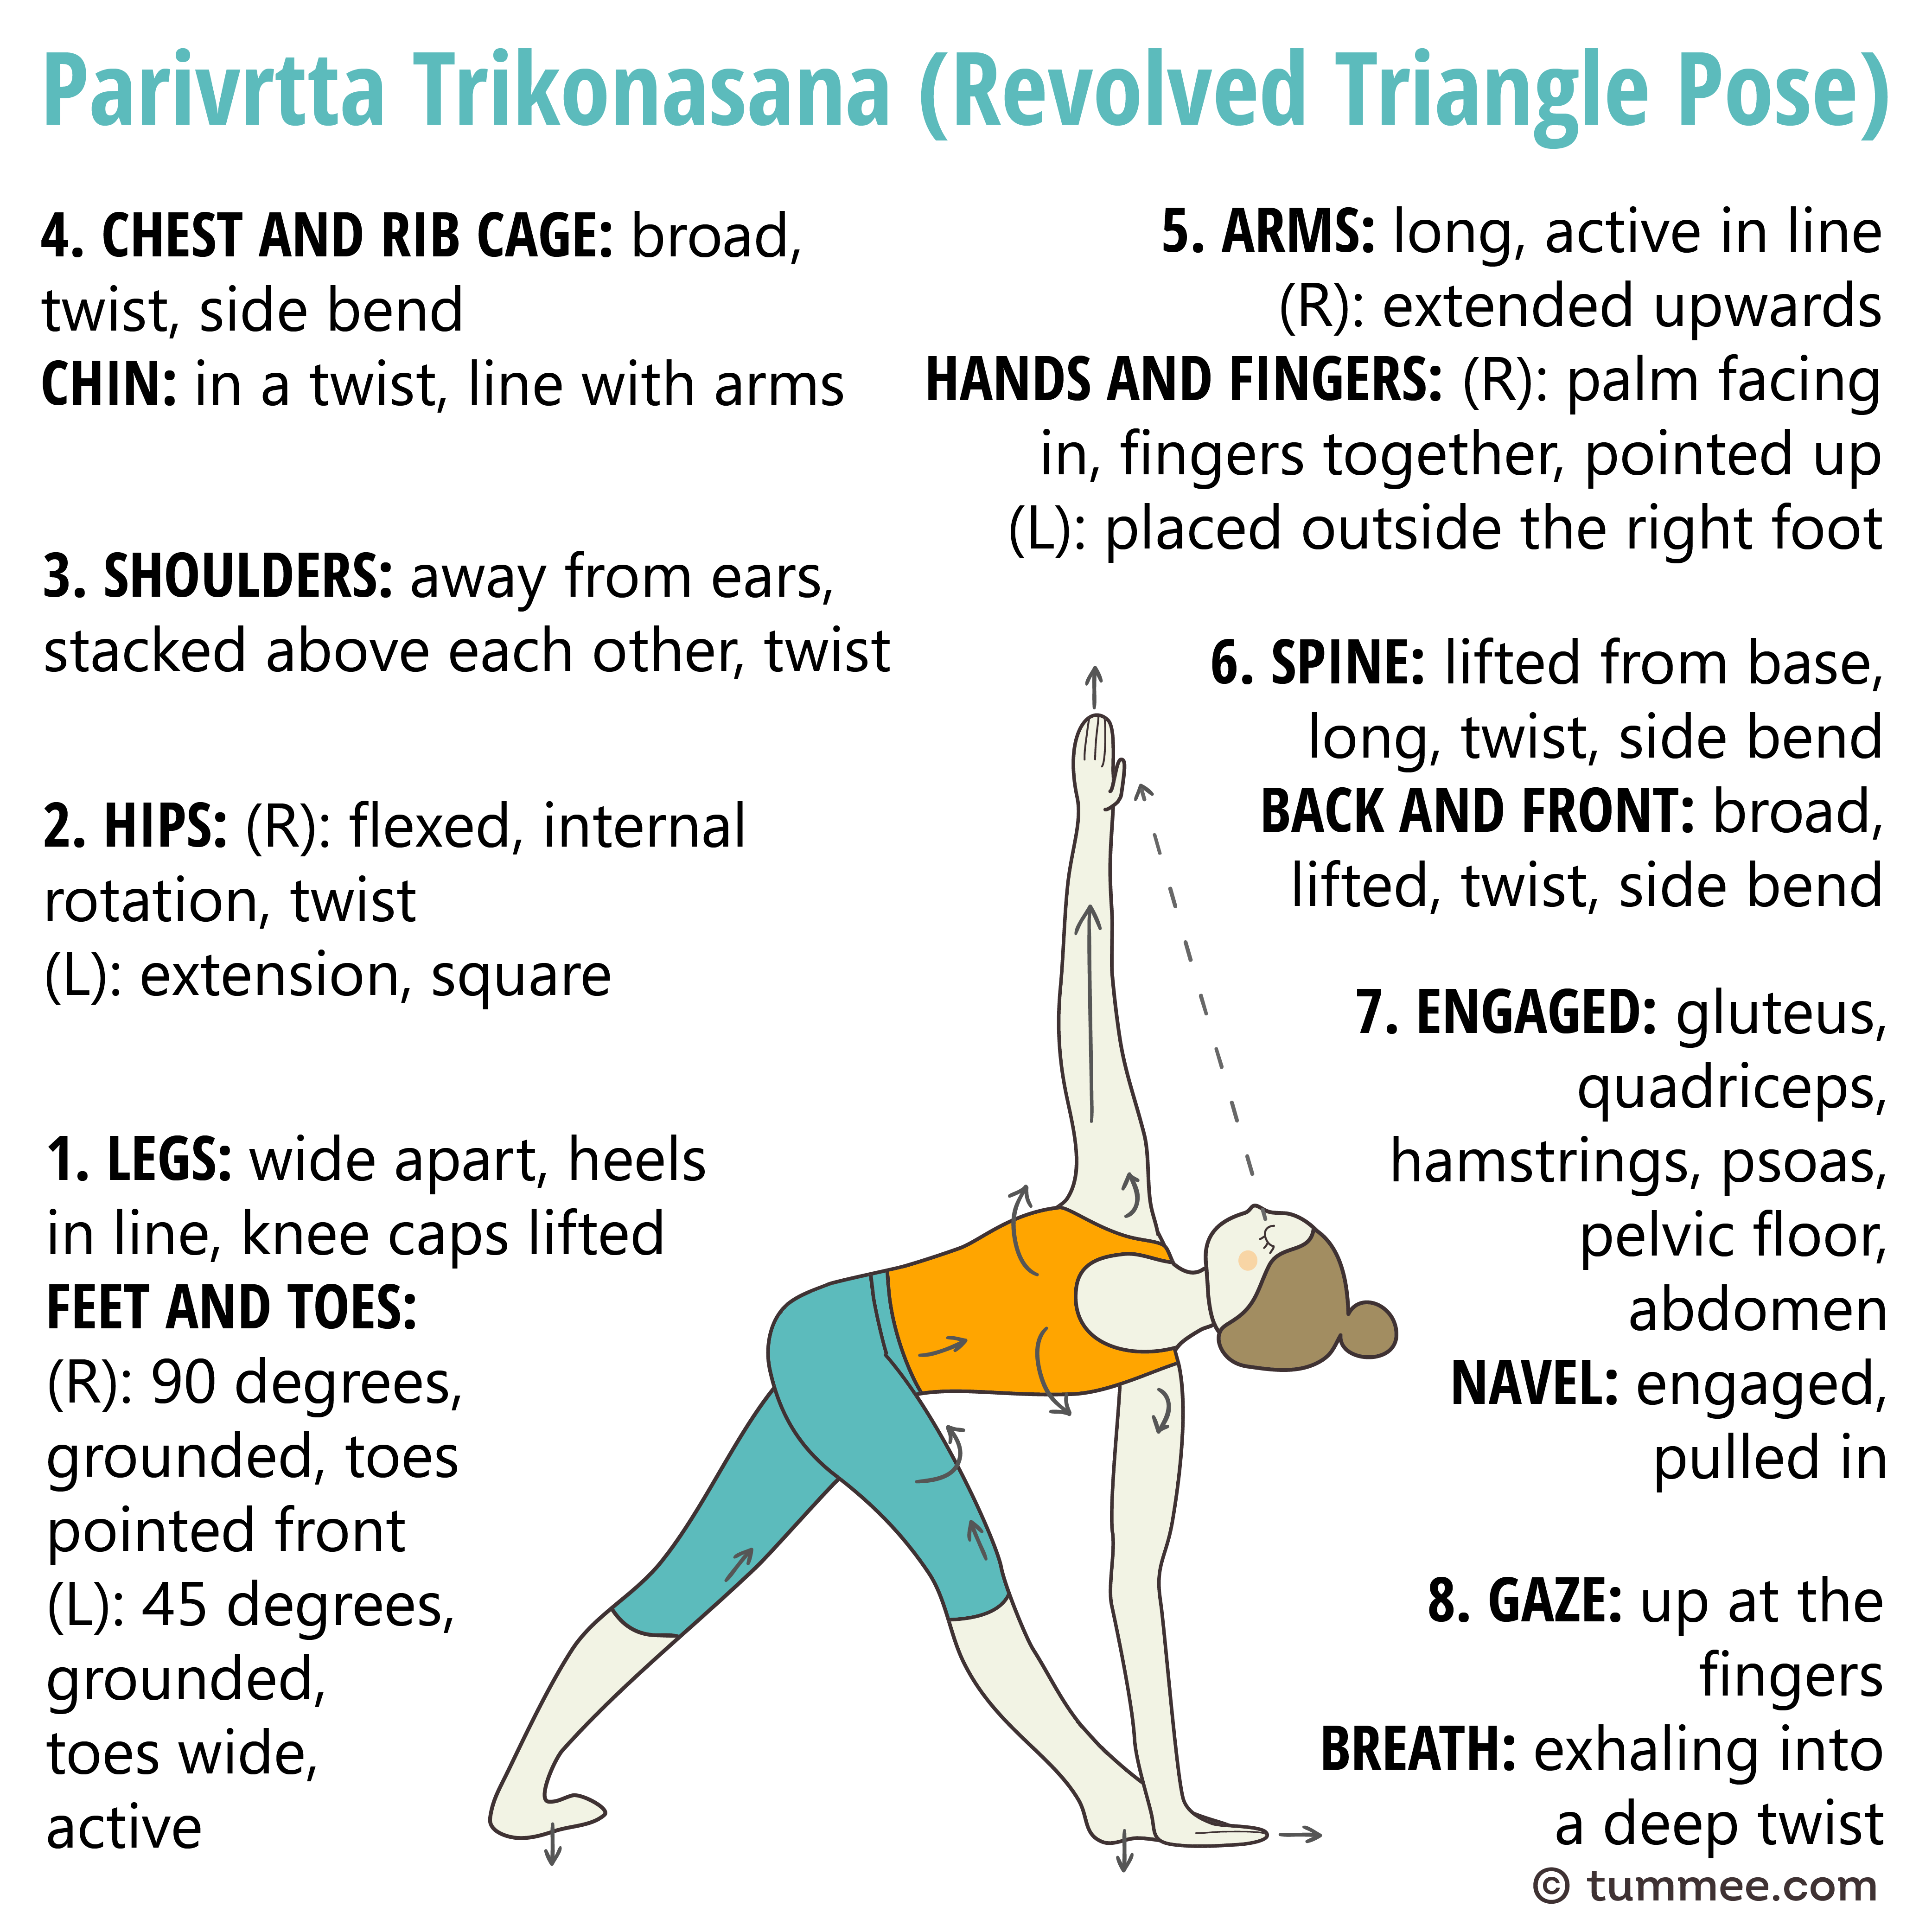 Parivrtta Trikonasana (Revolved Triangle Pose)
4. CHEST AND RIB CAGE: broad,
twist, side bend
CHIN: in a twist, line with arms
3. SHOULDERS: away from ears,
stacked above each other, twist
2. HIPS: (R): flexed, internal
rotation, twist
(L): extension, square
1. LEGS: wide apart, heels
in line, knee caps lifted
FEET AND TOES:
(R): 90 degrees,
grounded, toes
pointed front
(L): 45 degrees,
grounded,
toes wide,
active
5. ARMS: long, active in line
(R): extended upwards
HANDS AND FINGERS: (R): palm facing
in, fingers together, pointed up
(L): placed outside the right foot
6. SPINE: lifted from base,
long, twist, side bend
BACK AND FRONT: broad,
lifted, twist, side bend
7. ENGAGED: gluteus,
quadriceps,
hamstrings, psoas,
pelvic floor,
abdomen
NAVEL: engaged,
pulled in
8. GAZE: up at the
fingers
BREATH: exhaling into
a deep twist
© tummee.com